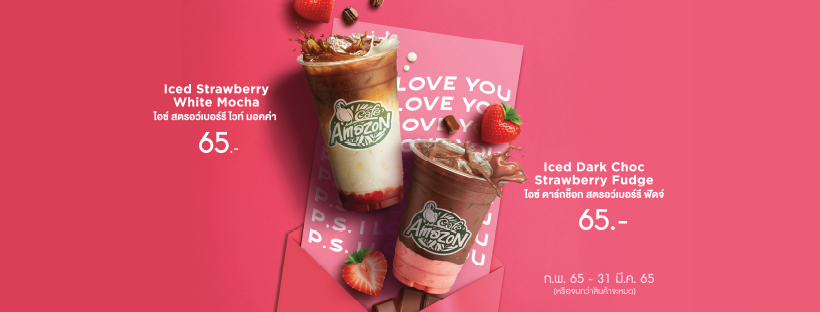 Iced Strawberry
White Mocha
ไอซ์ สตรอว์เบอร์รี ไวท์ มอคค่า
65.-
LOVE YOU
LOVE YO
OVE Y
Café
Amazon
Iced Dark Choc
Strawberry Fudge
ไอซ์ ดาร์กช็อก สตรอว์เบอร์รี ฟัดจ์
65.-
Café
Amazon
P.S. I
P.S. I L
P.S. I
ก.พ. 65 - 31 มี.ค. 65
(หรือจนกว่าสินค้าจะหมด)